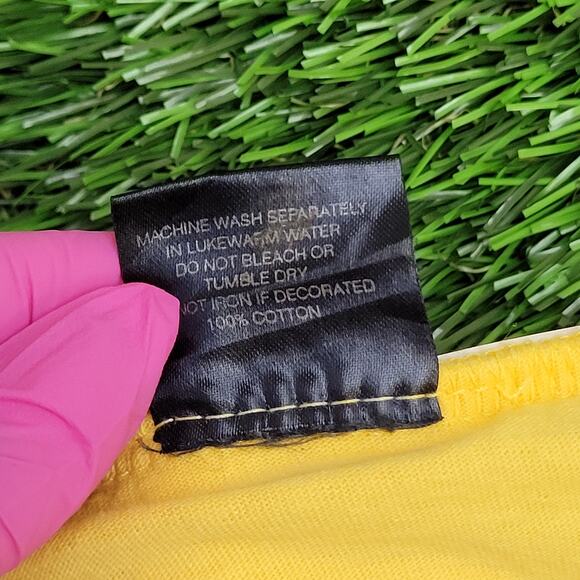 MACHINE WASH SEPARATELY
IN LUKEWARM WATER
DO NOT BLEACH OR
TUMBLE DRY
NOT IRON IF DECORATED
100% COTTON